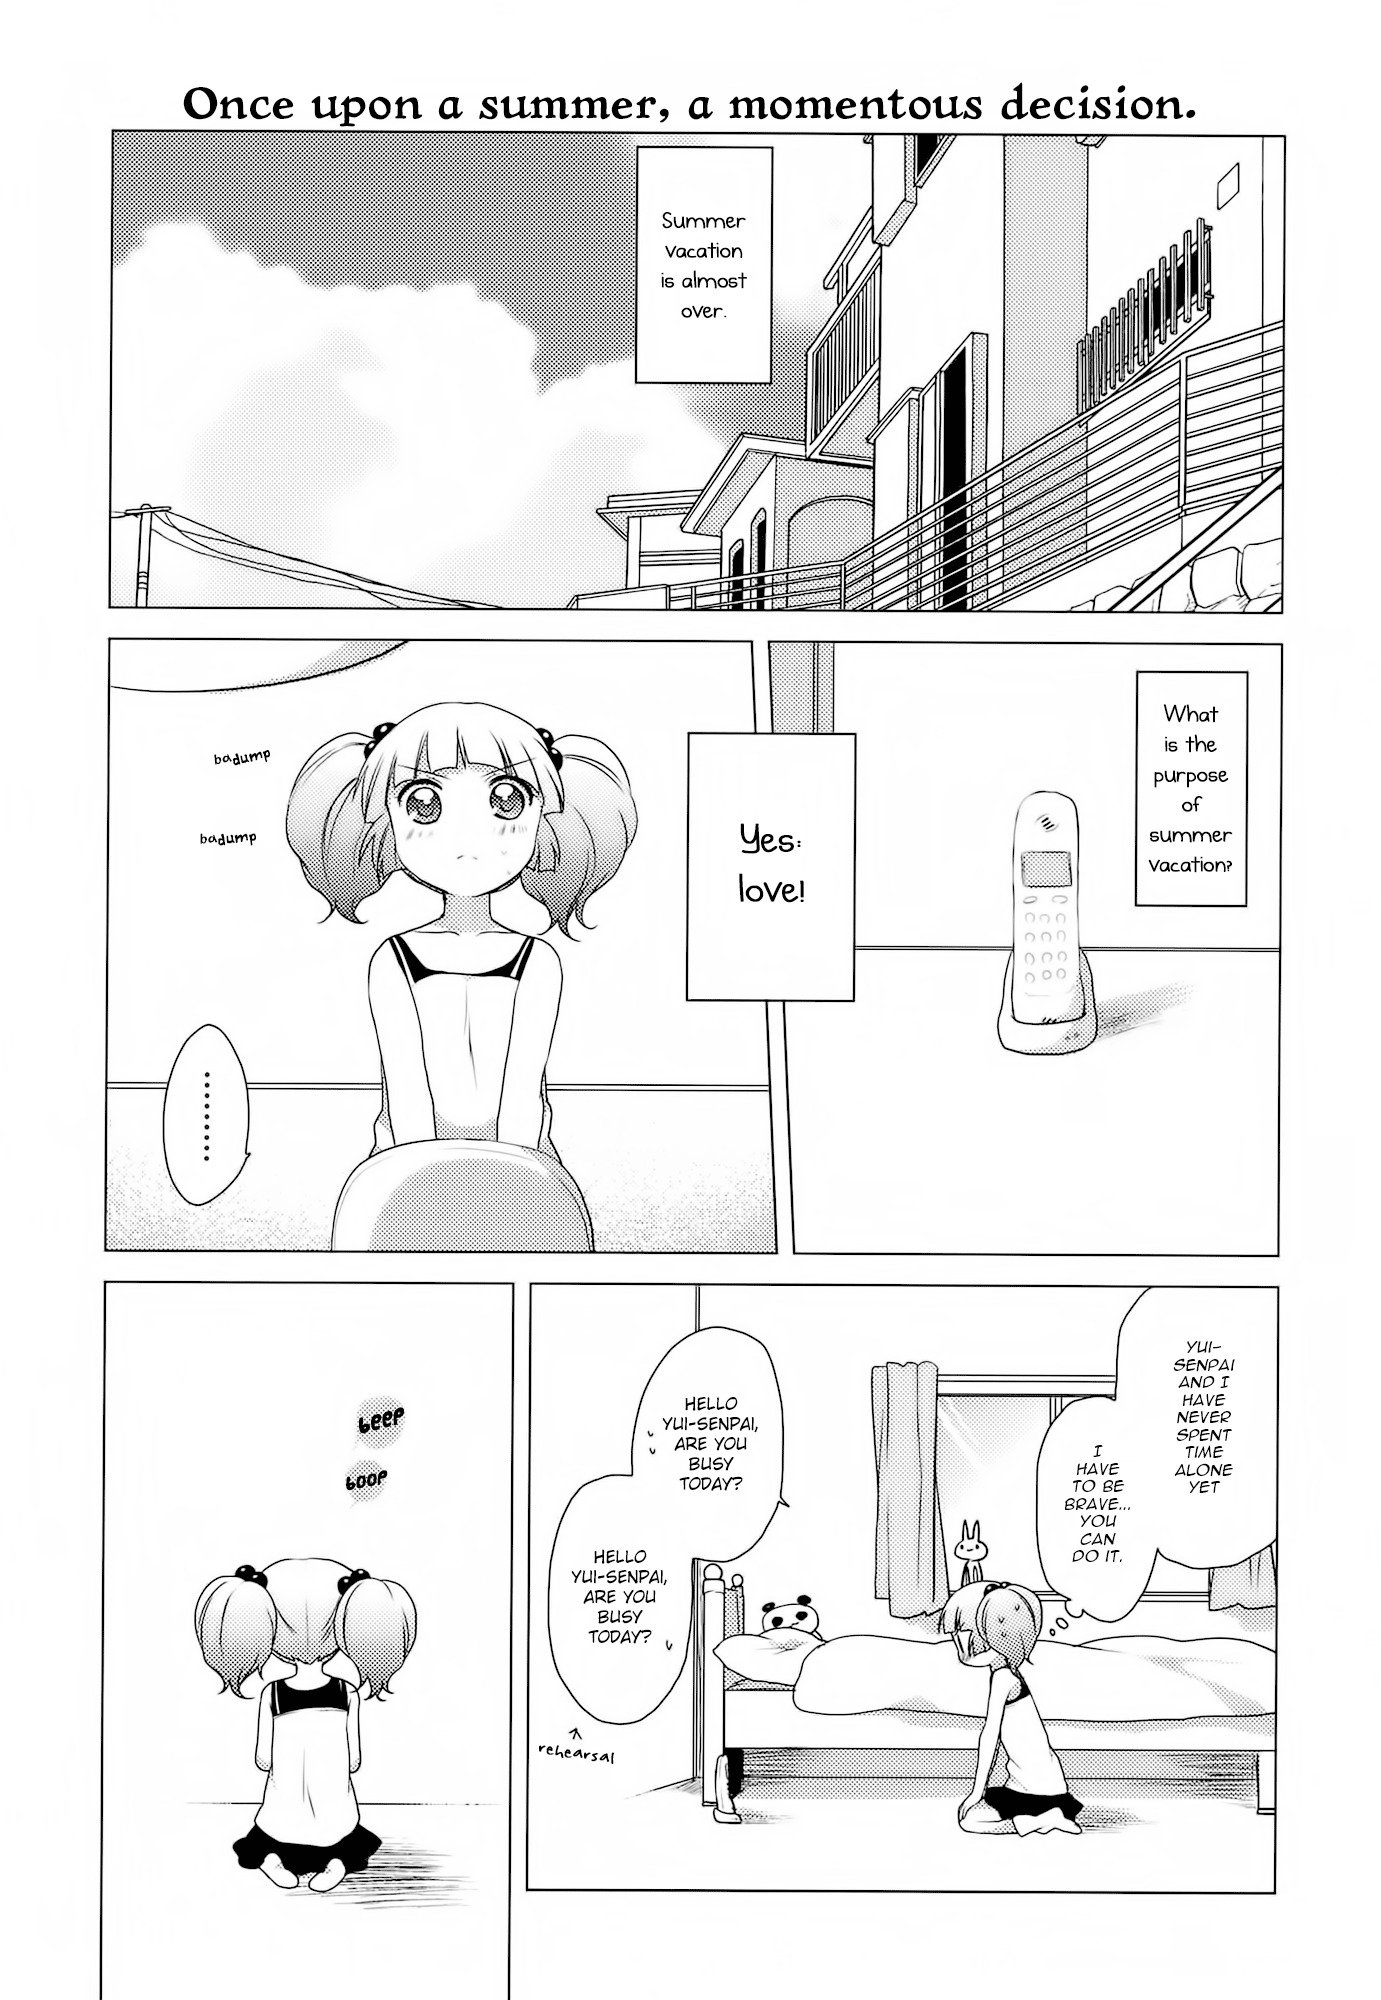 Once upon a summer, a momentous decision.
Summer
vacation
is almost
over.
What
is the
purpose
of
summer
vacation?
Yes:
love!
badump
badump
.........
YUI-
SENPAI
AND I
HAVE
NEVER
SPENT
TIME
ALONE
YET
I
HAVE
TO BE
BRAVE...
YOU
CAN
DO IT.
HELLO
YUI-SENPAI,
ARE YOU
BUSY
TODAY?
HELLO
YUI-SENPAI,
ARE YOU
BUSY
TODAY?
rehearsal
beep
boop